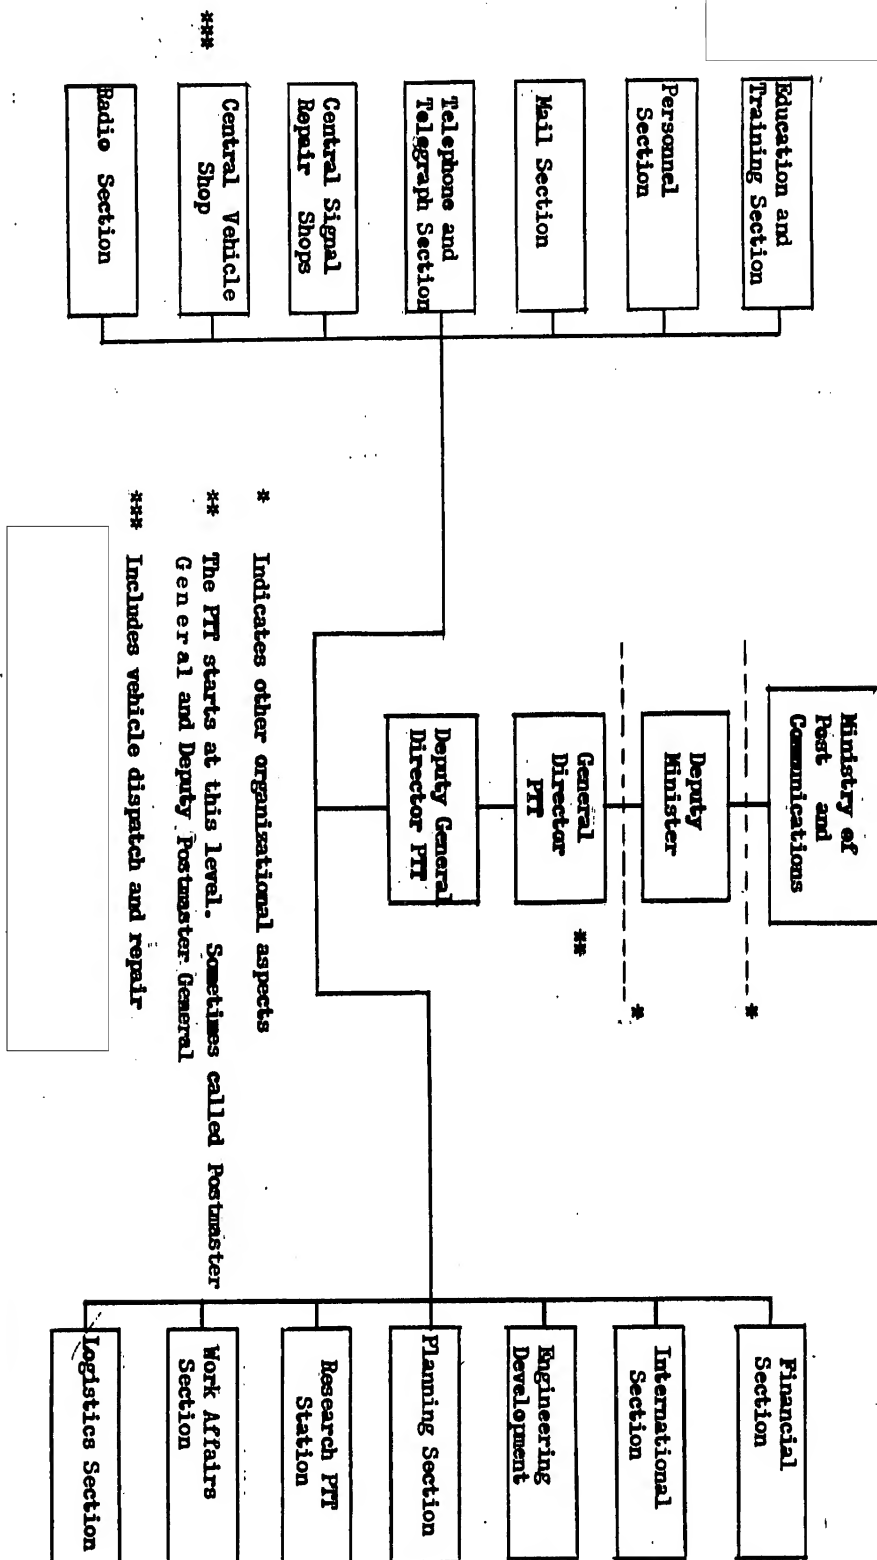 Ministry of
Post and
Communications
*
Deputy
Minister
*
General
Director
PTT
**
Deputy General
Director PTT
Education and
Training Section
Personnel
Section
Mail Section
Telephone and
Telegraph Section
Central Signal
Repair Shops
***
Central Vehicle
Shop
Radio Section
Financial
Section
International
Section
Engineering
Development
Planning Section
Research PTT
Station
Work Affairs
Section
Logistics Section
* Indicates other organizational aspects
** The PTT starts at this level. Sometimes called Postmaster
General and Deputy Postmaster General
*** Includes vehicle dispatch and repair